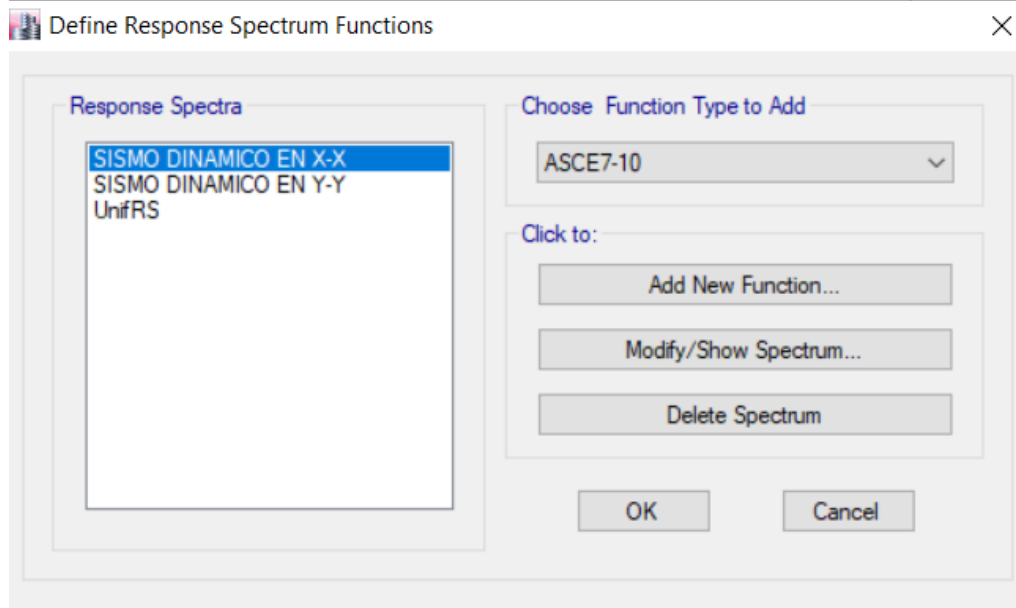 Define Response Spectrum Functions
Response Spectra
SISMO DINAMICO EN X-X
SISMO DINAMICO EN Y-Y
UnifRS
Choose Function Type to Add
ASCE7-10
Click to:
Add New Function...
Modify/Show Spectrum...
Delete Spectrum
OK
Cancel